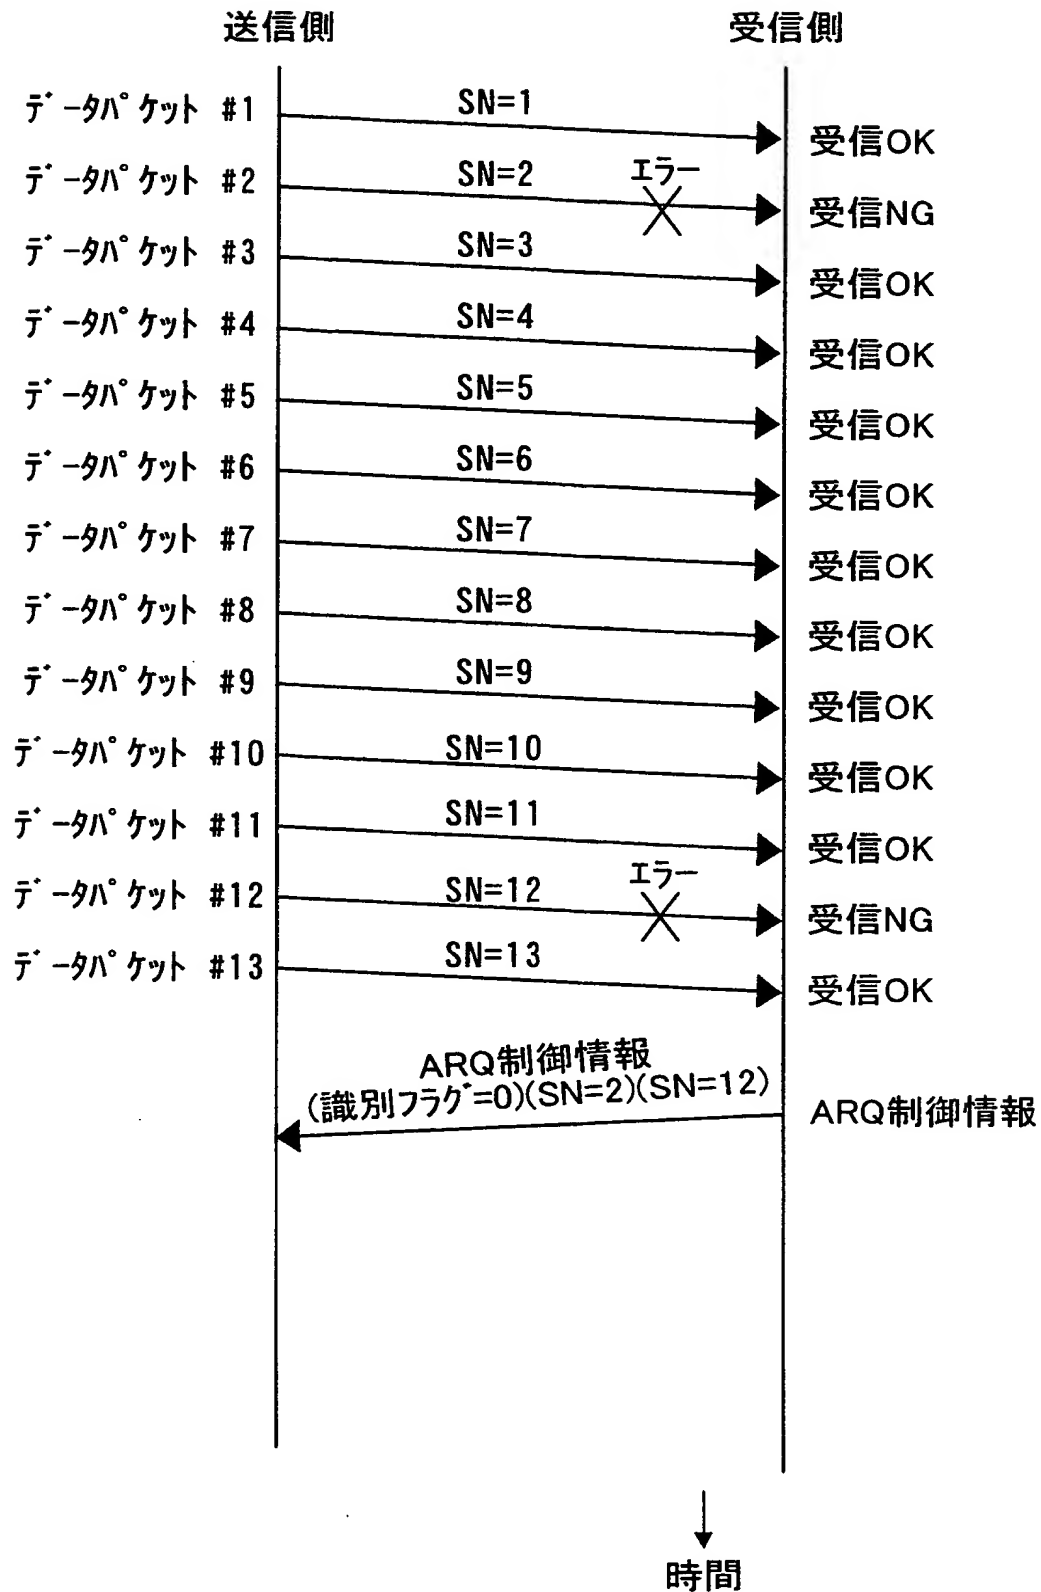 送信側 受信側
ﾃﾞｰﾀﾊﾟｹｯﾄ #1 SN=1 受信OK
ﾃﾞｰﾀﾊﾟｹｯﾄ #2 SN=2 エラー 受信NG
ﾃﾞｰﾀﾊﾟｹｯﾄ #3 SN=3 受信OK
ﾃﾞｰﾀﾊﾟｹｯﾄ #4 SN=4 受信OK
ﾃﾞｰﾀﾊﾟｹｯﾄ #5 SN=5 受信OK
ﾃﾞｰﾀﾊﾟｹｯﾄ #6 SN=6 受信OK
ﾃﾞｰﾀﾊﾟｹｯﾄ #7 SN=7 受信OK
ﾃﾞｰﾀﾊﾟｹｯﾄ #8 SN=8 受信OK
ﾃﾞｰﾀﾊﾟｹｯﾄ #9 SN=9 受信OK
ﾃﾞｰﾀﾊﾟｹｯﾄ #10 SN=10 受信OK
ﾃﾞｰﾀﾊﾟｹｯﾄ #11 SN=11 受信OK
ﾃﾞｰﾀﾊﾟｹｯﾄ #12 SN=12 エラー 受信NG
ﾃﾞｰﾀﾊﾟｹｯﾄ #13 SN=13 受信OK
ARQ制御情報
(識別ﾌﾗｸﾞ=0)(SN=2)(SN=12) ARQ制御情報
時間